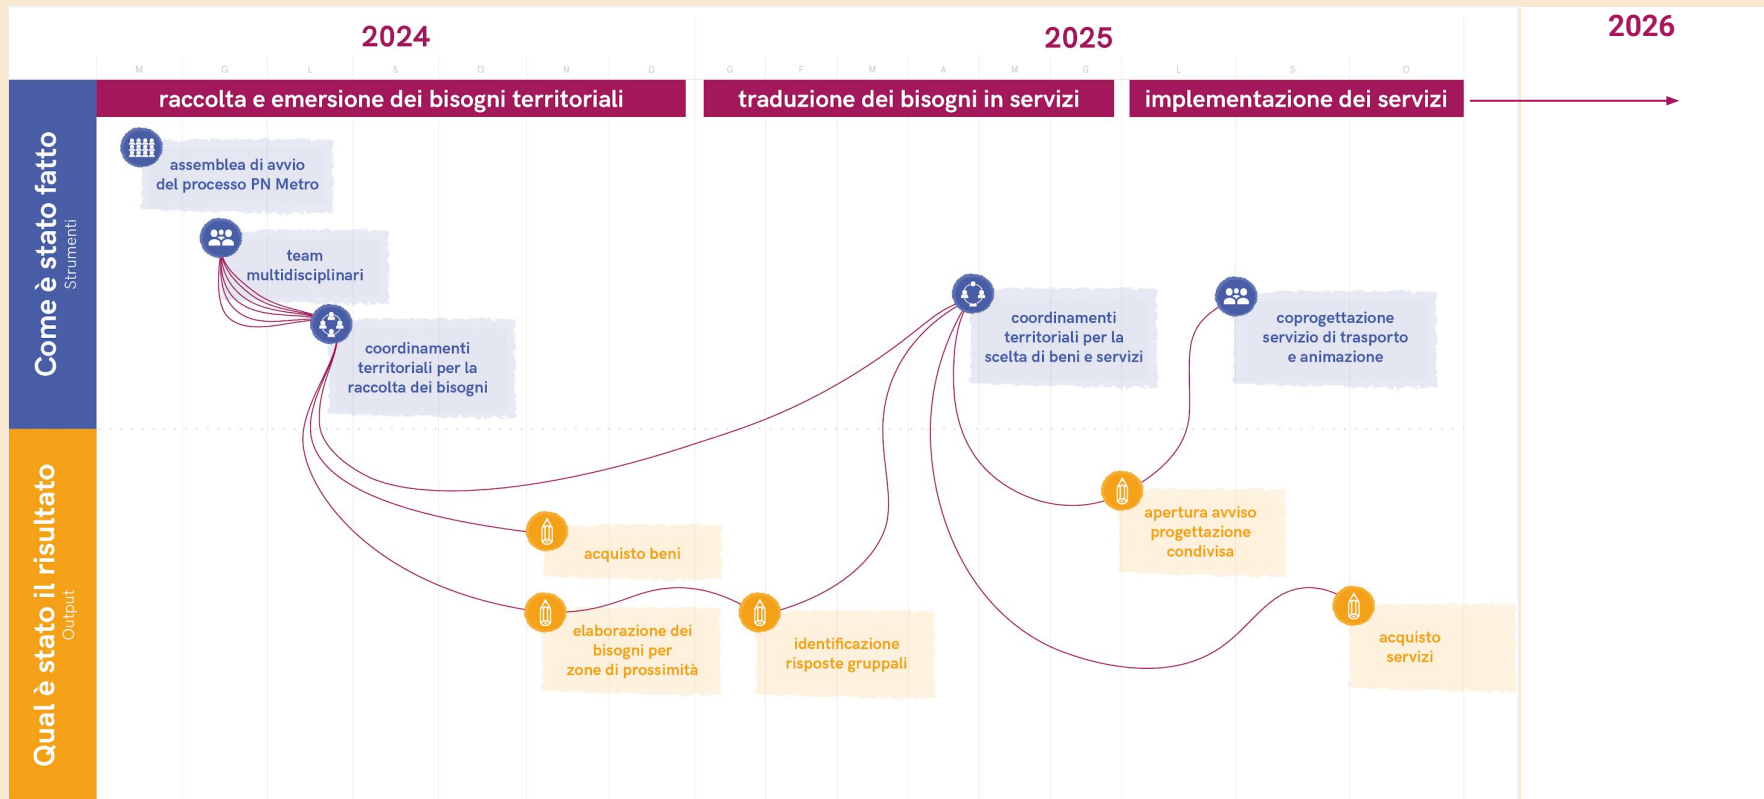 2024
2025
2026
M G L S O N D G F M A M G L S O
raccolta e emersione dei bisogni territoriali
traduzione dei bisogni in servizi
implementazione dei servizi
Come è stato fatto
Strumenti
assemblea di avvio
del processo PN Metro
team
multidisciplinari
coordinamenti
territoriali per la
raccolta dei bisogni
coordinamenti
territoriali per la
scelta di beni e servizi
coprogettazione
servizio di trasporto
e animazione
Qual è stato il risultato
Output
acquisto beni
elaborazione dei
bisogni per
zone di prossimità
identificazione
risposte gruppali
apertura avviso
progettazione
condivisa
acquisto
servizi